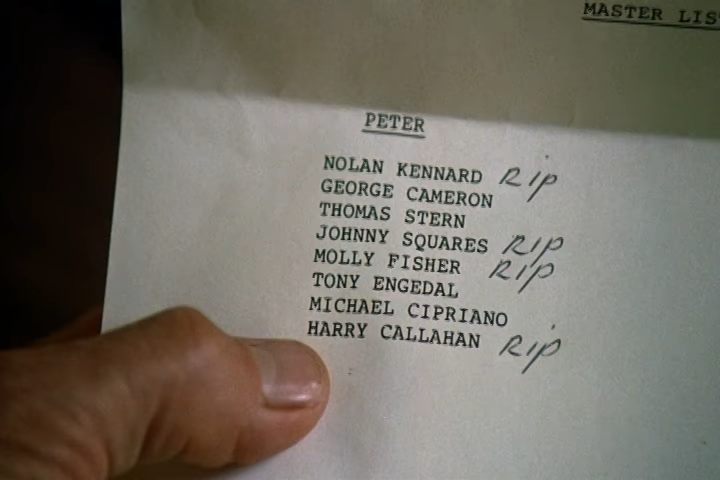 MASTER LIS
PETER
NOLAN KENNARD RIP
GEORGE CAMERON
THOMAS STERN
JOHNNY SQUARES RIP
MOLLY FISHER RIP
TONY ENGEDAL
MICHAEL CIPRIANO
HARRY CALLAHAN RIP